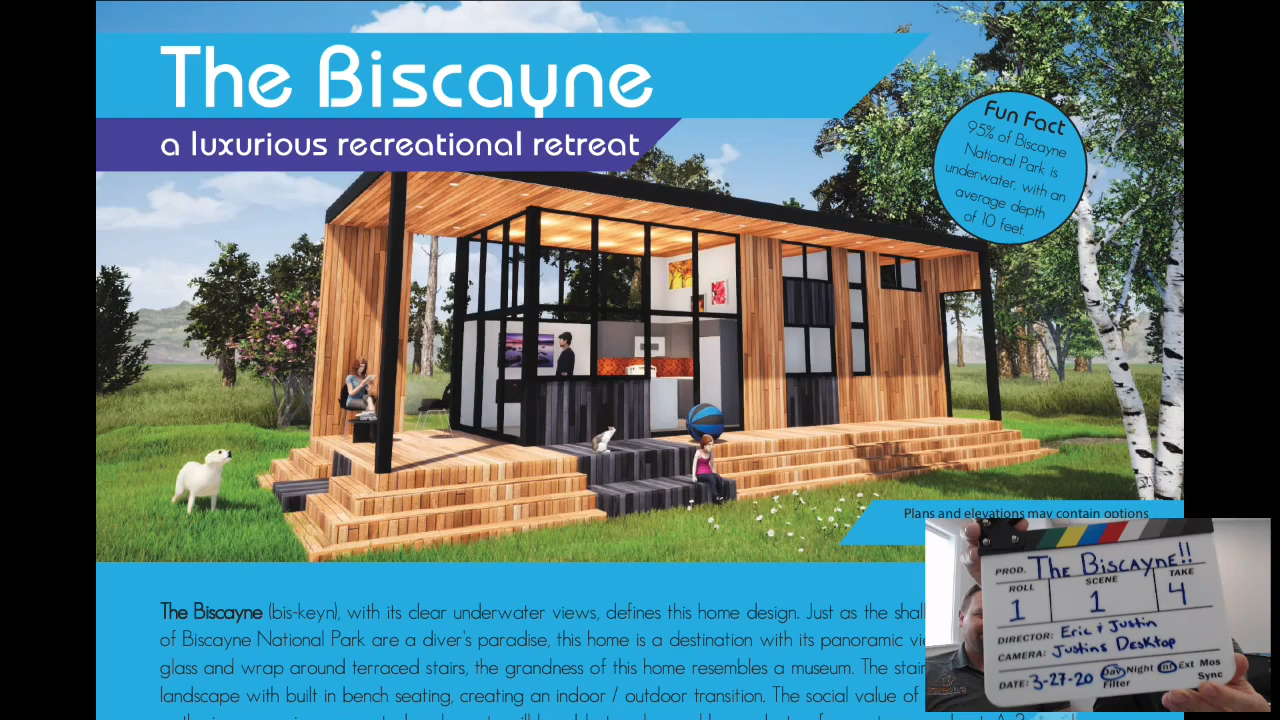 The Biscayne
a luxurious recreational retreat
Fun Fact
95% of Biscayne
National Park is
underwater, with an
average depth
of 10 feet.
Plans and elevations may contain options
The Biscayne (bis-keyn), with its clear underwater views, defines this home design. Just as the
of Biscayne National Park are a diver's paradise, this home is a destination with its panoramic
glass and wrap around terraced stairs, the grandness of this home resembles a museum. The
landscape with built in bench seating, creating an indoor / outdoor transition. The social value of
PROD. The Biscayne!!
ROLL SCENE TAKE
1 1 4
DIRECTOR: Eric & Justin
CAMERA: Justins Desktop
DATE: 3-27-20 Day Night Int Ext Mos
Filter Sync